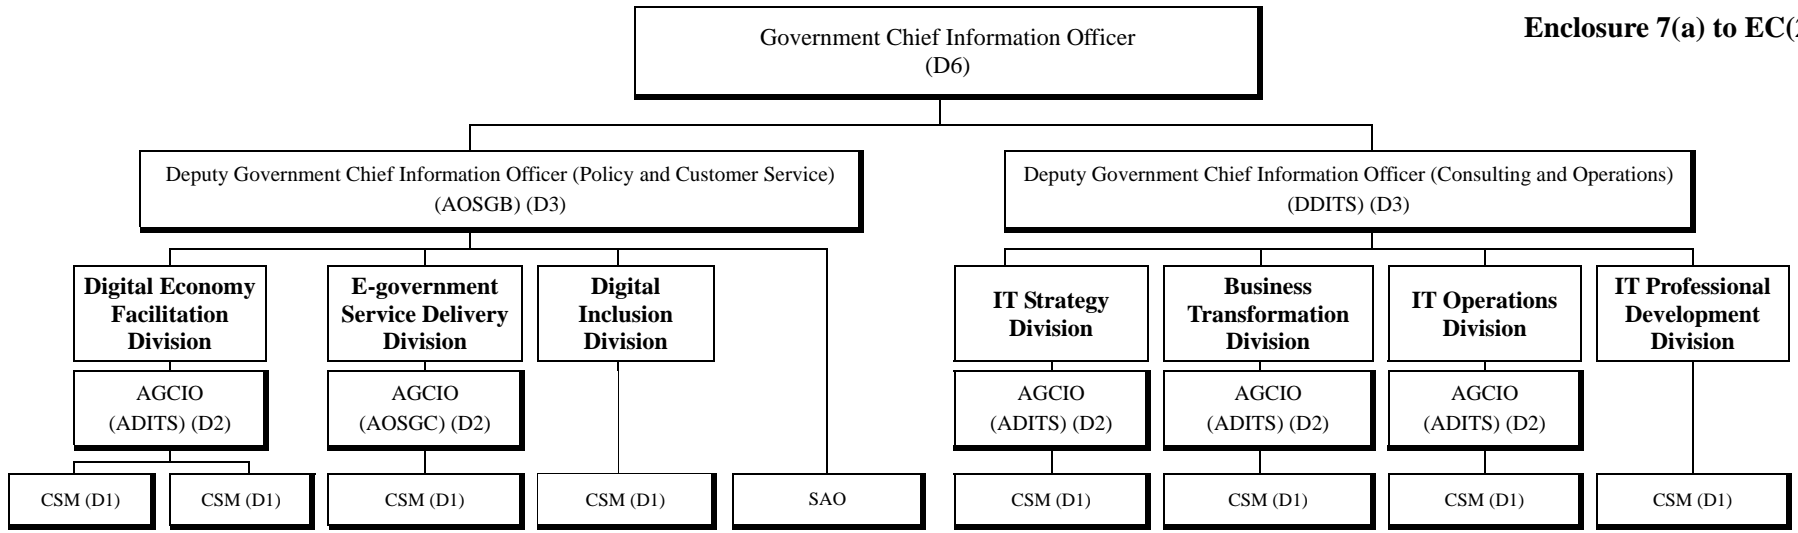 Enclosure 7(a) to EC(
Government Chief Information Officer
(D6)
Deputy Government Chief Information Officer (Policy and Customer Service)
(AOSGB) (D3)
Deputy Government Chief Information Officer (Consulting and Operations)
(DDITS) (D3)
Digital Economy
Facilitation
Division
E-government
Service Delivery
Division
Digital
Inclusion
Division
IT Strategy
Division
Business
Transformation
Division
IT Operations
Division
IT Professional
Development
Division
AGCIO
(ADITS) (D2)
AGCIO
(AOSGC) (D2)
AGCIO
(ADITS) (D2)
AGCIO
(ADITS) (D2)
AGCIO
(ADITS) (D2)
CSM (D1)
CSM (D1)
CSM (D1)
CSM (D1)
SAO
CSM (D1)
CSM (D1)
CSM (D1)
CSM (D1)